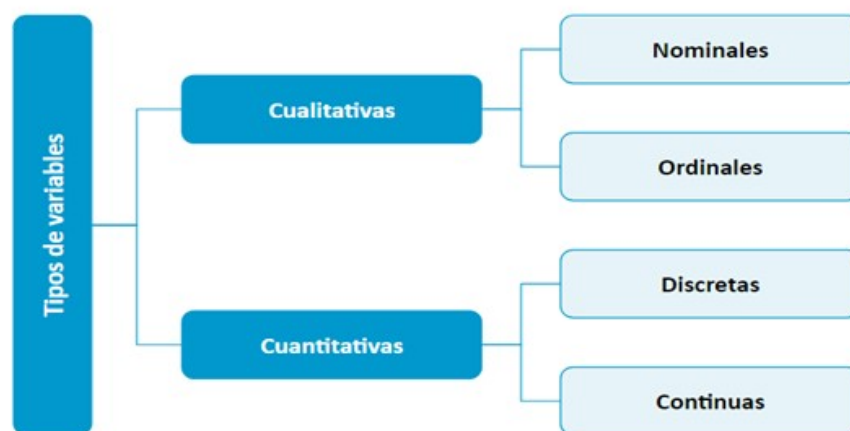 Tipos de variables
Cualitativas
Nominales
Ordinales
Cuantitativas
Discretas
Continuas